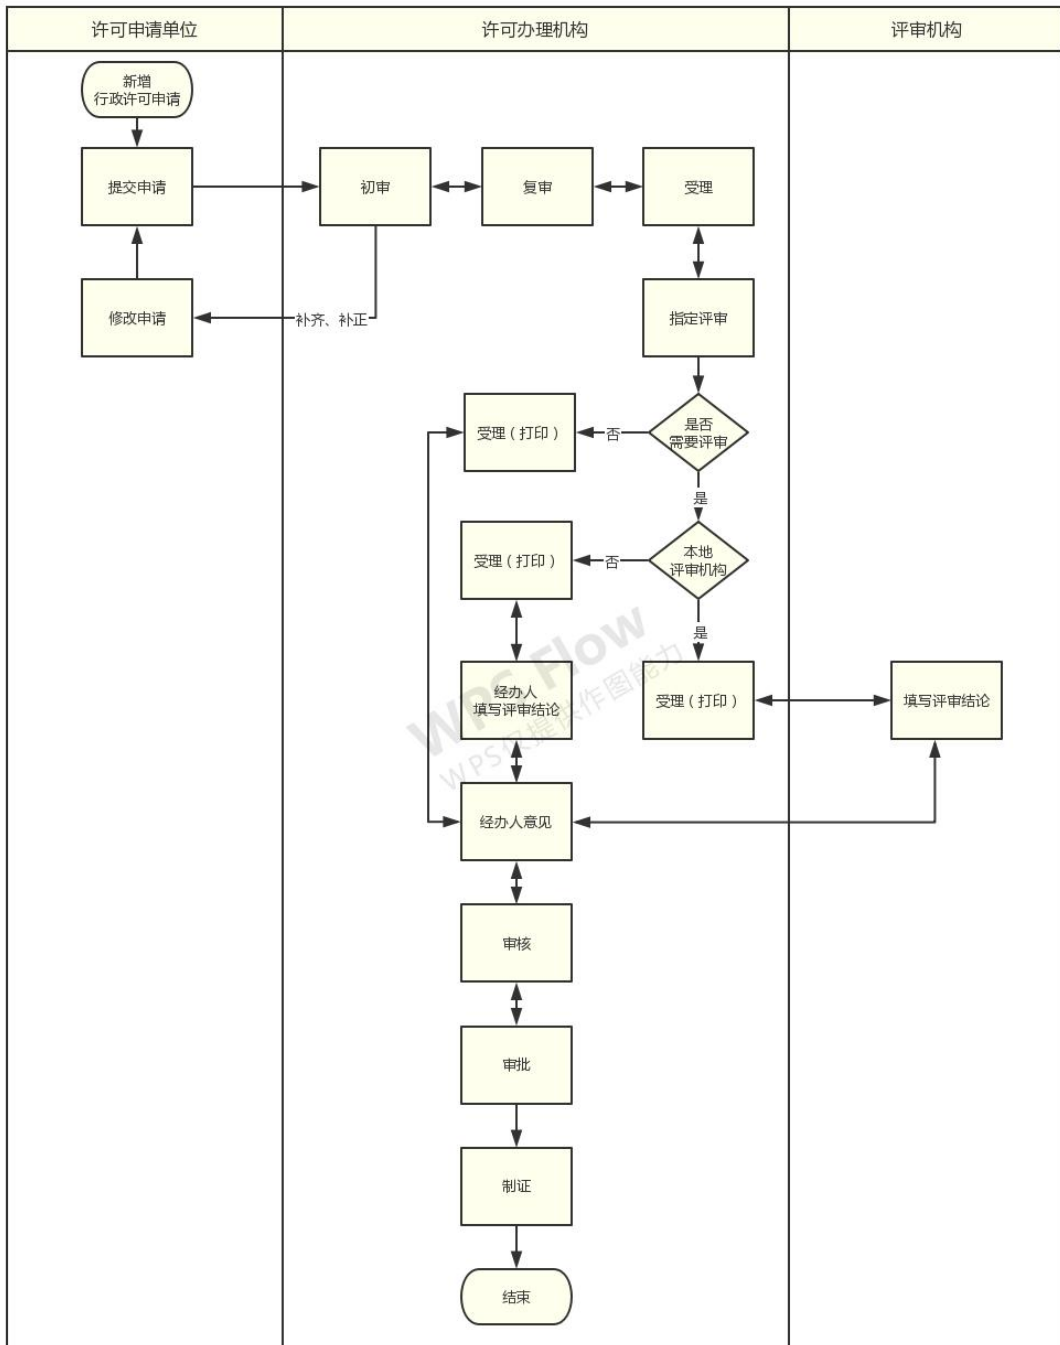 许可申请单位
许可办理机构
评审机构
新增
行政许可申请
提交申请
初审
复审
受理
修改申请
补齐、补正
指定评审
受理（打印）
否
是否
需要评审
是
受理（打印）
否
本地
评审机构
是
经办人
填写评审结论
受理（打印）
填写评审结论
WPS Flow
WPS仅提供作图能力
经办人意见
审核
审批
制证
结束